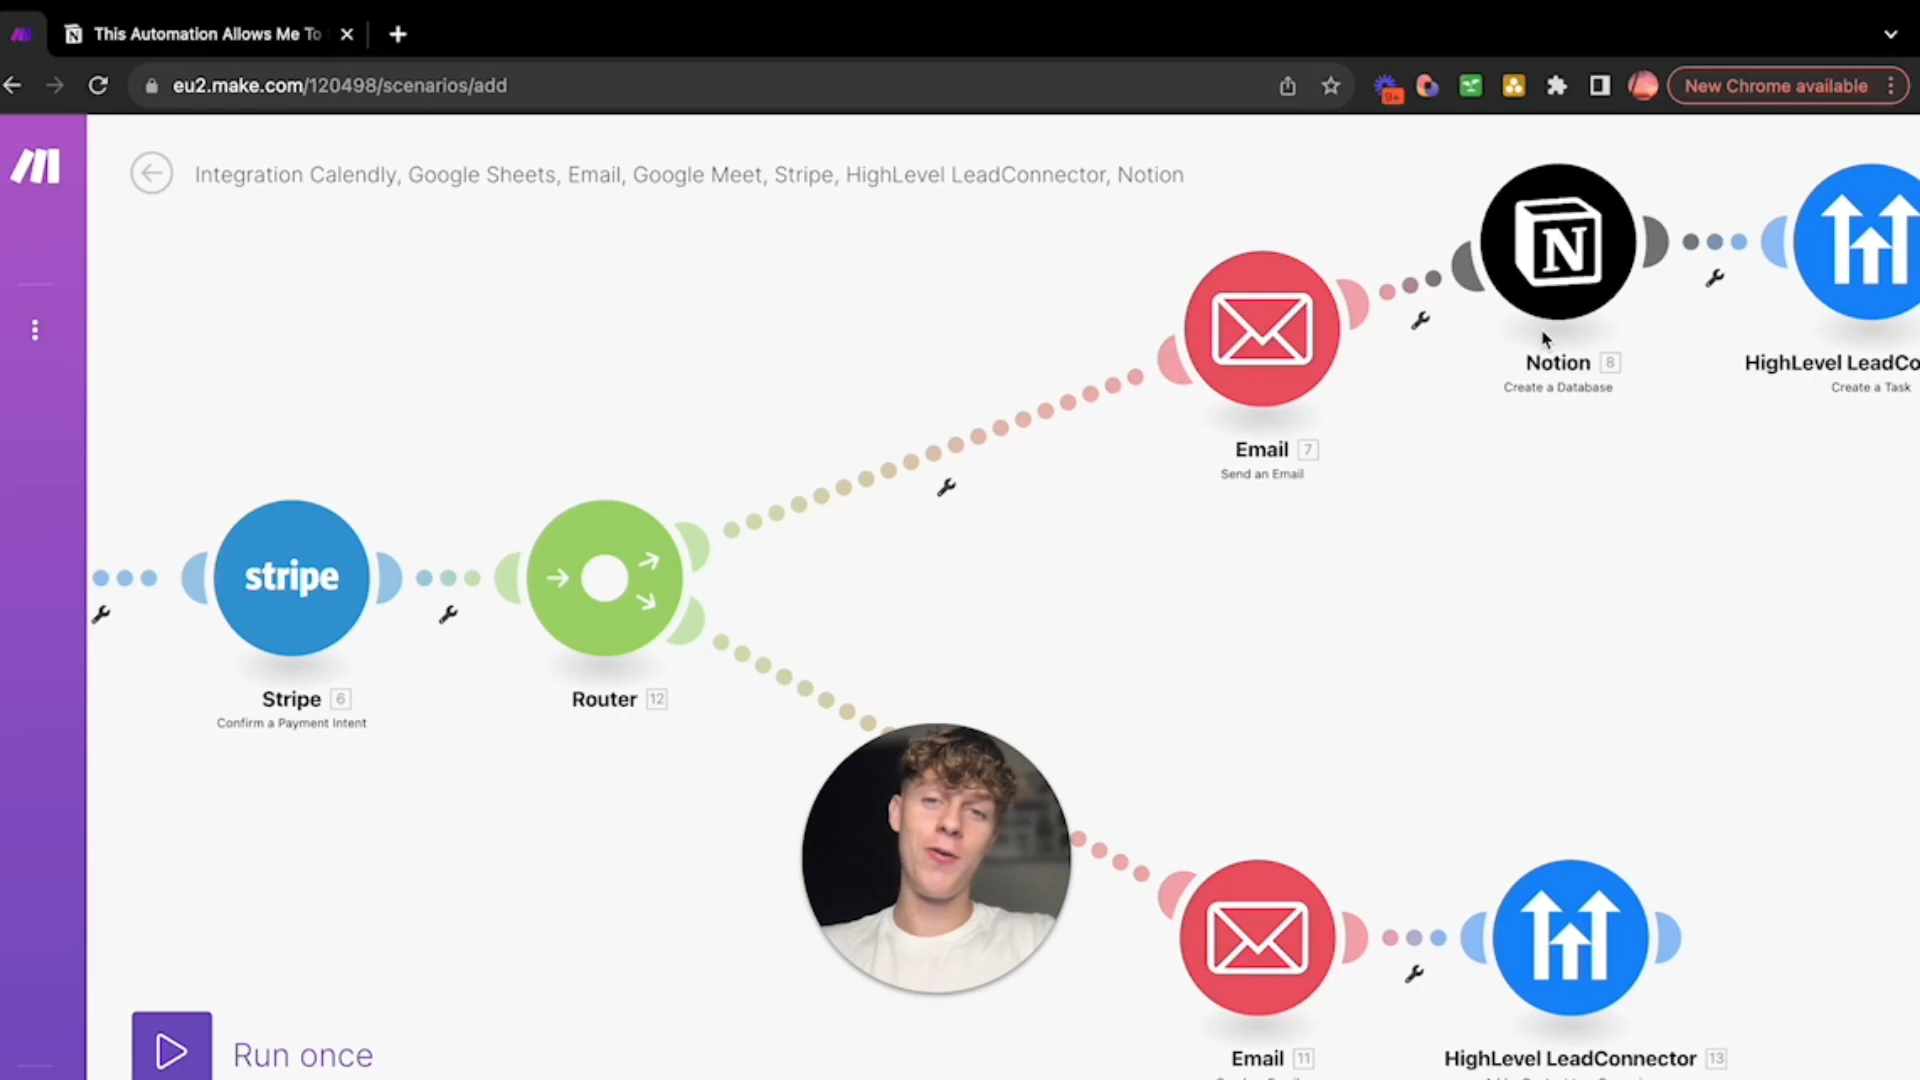 This Automation Allows Me To
eu2.make.com/120498/scenarios/add
9+
New Chrome available
Integration Calendly, Google Sheets, Email, Google Meet, Stripe, HighLevel LeadConnector, Notion
Notion 8
Create a Database
HighLevel LeadCo
Create a Task
Email 7
Send an Email
stripe
Stripe 6
Confirm a Payment Intent
Router 12
Run once
Email 11
HighLevel LeadConnector 13